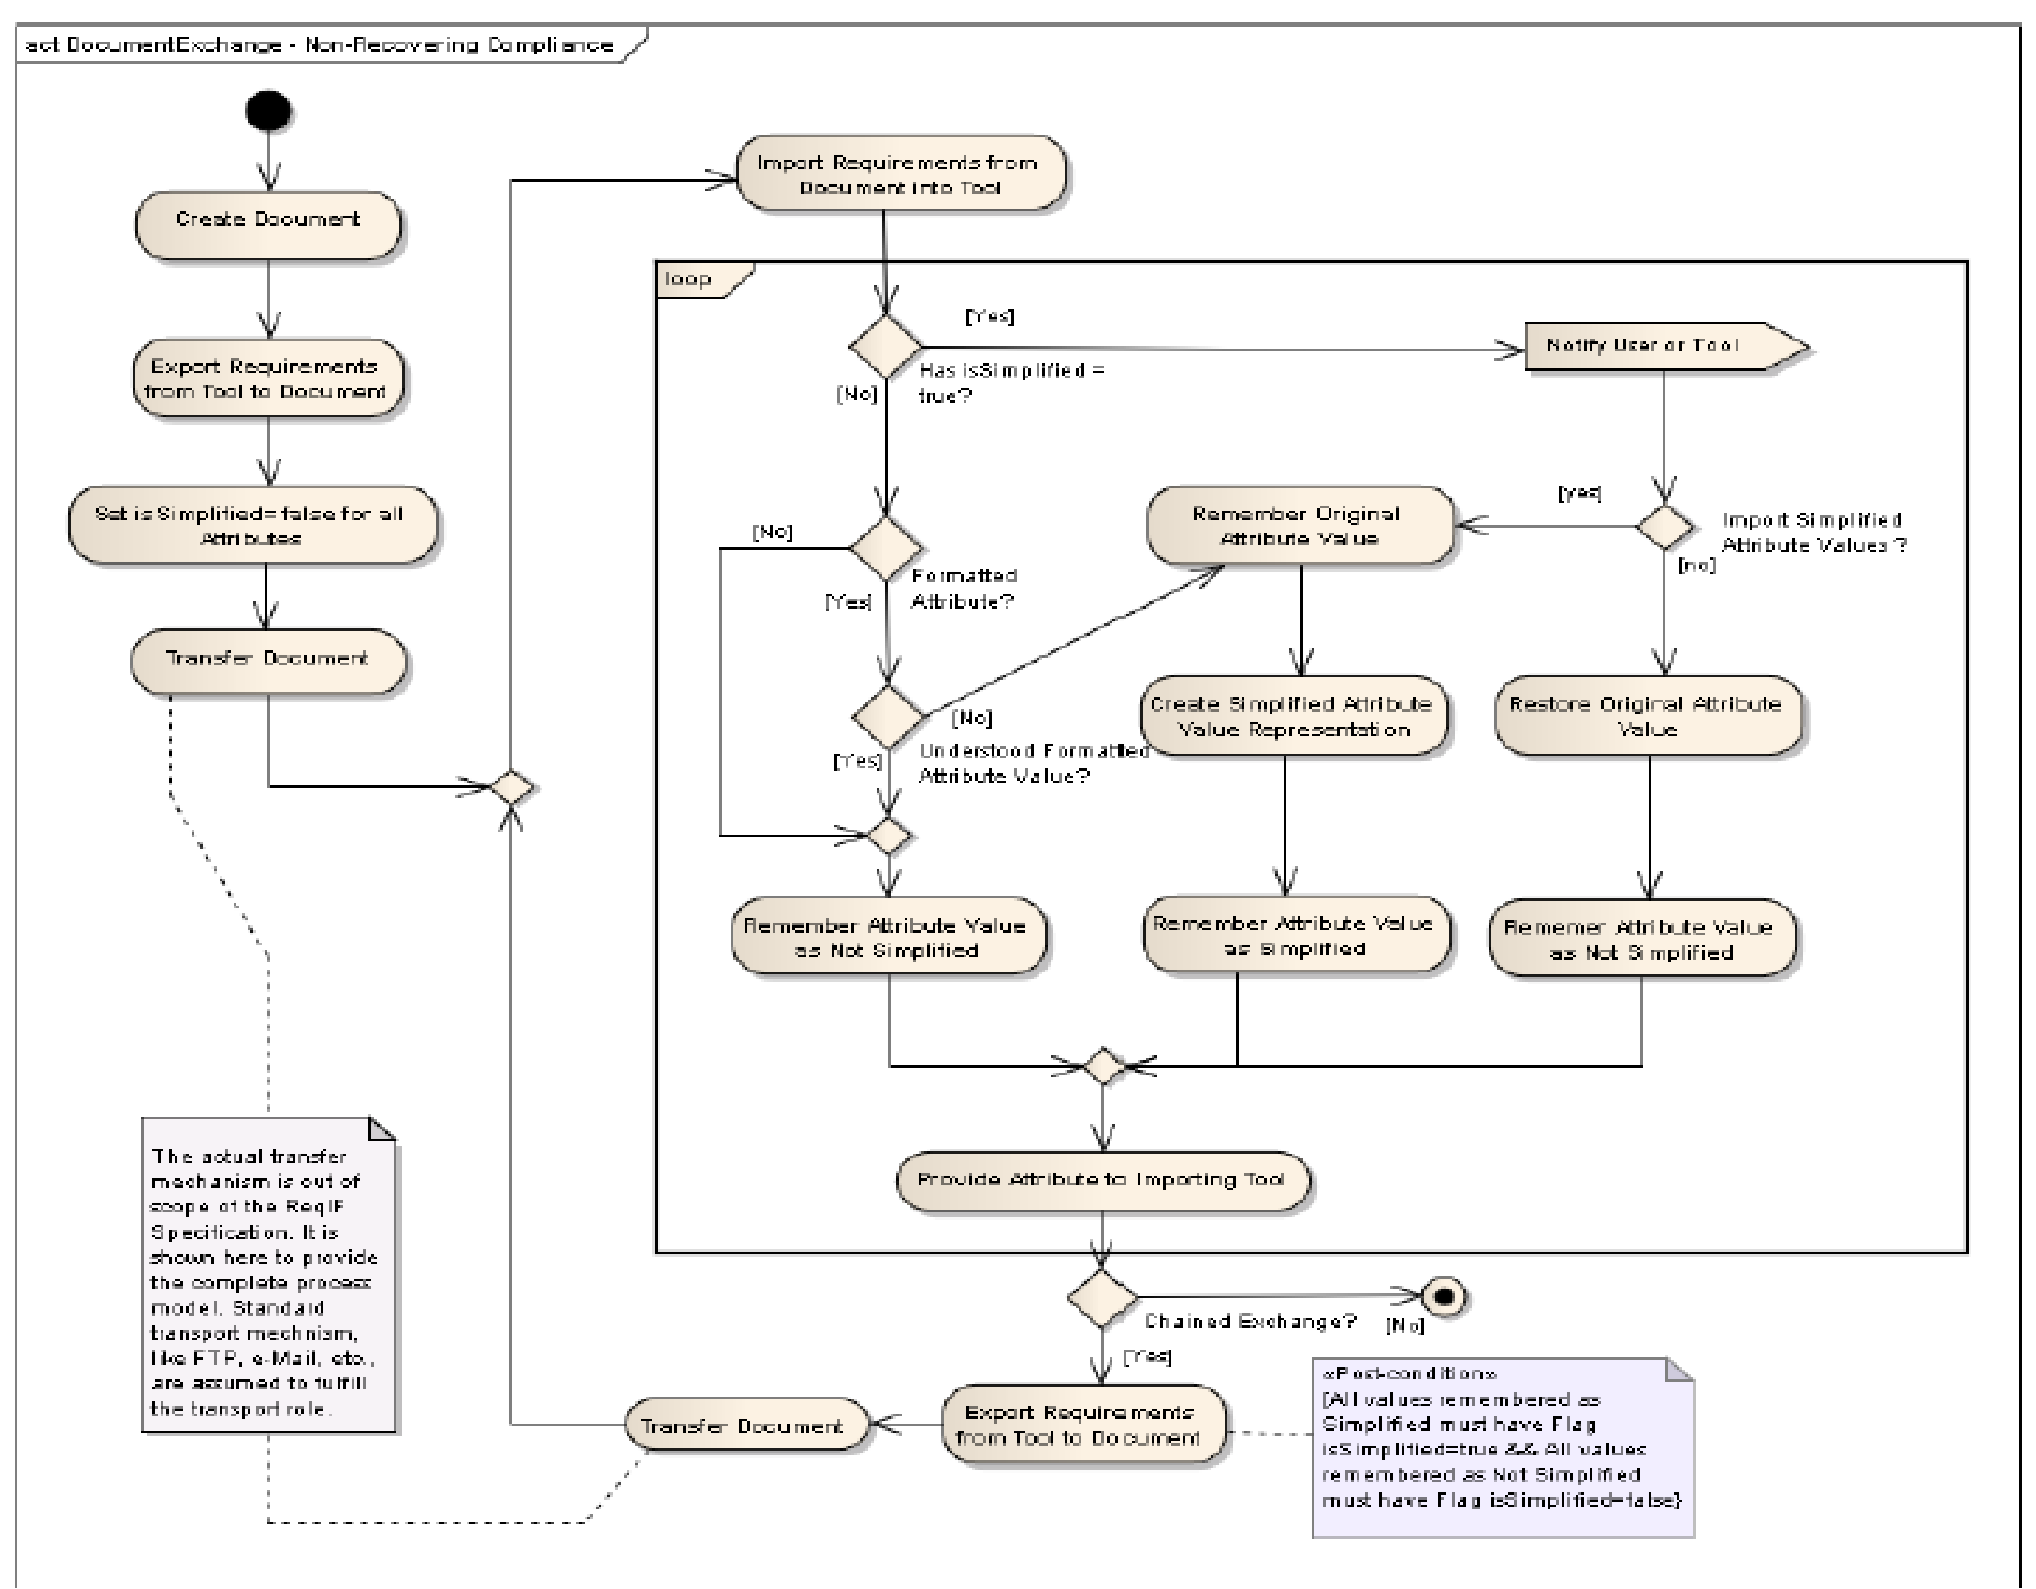 act DocumentExchange - Non-Recovering Compliance
Create Document
Export Requirements
from Tool to Document
Set isSimplified=false for all
Attributes
Transfer Document
The actual transfer
mechanism is out of
scope of the ReqIF
Specification. It is
shown here to provide
the complete process
model. Standard
transport mechnism,
like FTP, e-Mail, etc.,
are assumed to fulfill
the transport role.
Import Requirements from
Document into Tool
loop
[Yes]
Has isSimplified =
true?
[No]
Notify User or Tool
[No]
Formatted
Attribute?
[Yes]
Remember Original
Attribute Value
[yes]
Import Simplified
Attribute Values ?
[no]
[No]
Understood Formatted
Attribute Value?
[Yes]
Create Simplified Attribute
Value Representation
Restore Original Attribute
Value
Remember Attribute Value
as Not Simplified
Remember Attribute Value
as Simplified
Rememer Attribute Value
as Not Simplified
Provide Attribute to Importing Tool
Chained Exchange?
[No]
[Yes]
Transfer Document
Export Requirements
from Tool to Document
«Post-condition»
{All values remembered as
Simplified must have Flag
isSimplified=true && All values
remembered as Not Simplified
must have Flag isSimplified=false}